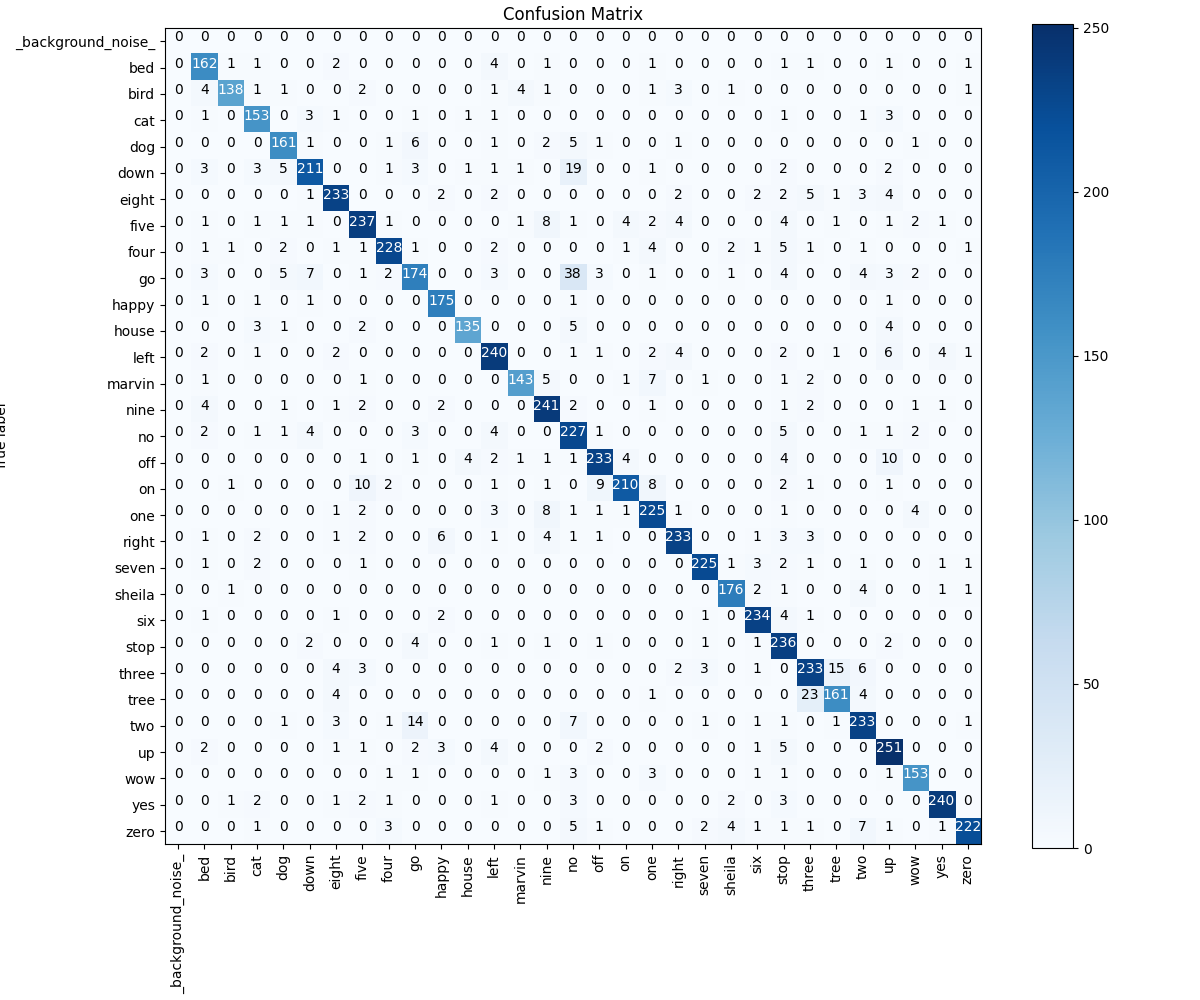 Confusion Matrix
_background_noise_ 0 0 0 0 0 0 0 0 0 0 0 0 0 0 0 0 0 0 0 0 0 0 0 0 0 0 0 0 0 0 0
bed 0 162 1 1 0 0 2 0 0 0 0 0 4 0 1 0 0 0 1 0 0 0 0 1 1 0 0 1 0 0 1
bird 0 4 138 1 1 0 0 2 0 0 0 0 1 4 1 0 0 0 1 3 0 1 0 0 0 0 0 0 0 0 1
cat 0 1 0 153 0 3 1 0 0 1 0 1 1 0 0 0 0 0 0 0 0 0 0 1 0 0 1 3 0 0 0
dog 0 0 0 0 161 1 0 0 1 6 0 0 1 0 2 5 1 0 0 1 0 0 0 0 0 0 0 0 1 0 0
down 0 3 0 3 5 211 0 0 1 3 0 1 1 1 0 19 0 0 1 0 0 0 0 2 0 0 0 2 0 0 0
eight 0 0 0 0 0 1 233 0 0 0 2 0 2 0 0 0 0 0 0 2 0 0 2 2 5 1 3 4 0 0 0
five 0 1 0 1 1 1 0 237 1 0 0 0 0 1 8 1 0 4 2 4 0 0 0 4 0 1 0 1 2 1 0
four 0 1 1 0 2 0 1 1 228 1 0 0 2 0 0 0 0 1 4 0 0 2 1 5 1 0 1 0 0 0 1
go 0 3 0 0 5 7 0 1 2 174 0 0 3 0 0 38 3 0 1 0 0 1 0 4 0 0 4 3 2 0 0
happy 0 1 0 1 0 1 0 0 0 0 175 0 0 0 0 1 0 0 0 0 0 0 0 0 0 0 0 1 0 0 0
house 0 0 0 3 1 0 0 2 0 0 0 135 0 0 0 5 0 0 0 0 0 0 0 0 0 0 0 4 0 0 0
left 0 2 0 1 0 0 2 0 0 0 0 0 240 0 0 1 1 0 2 4 0 0 0 2 0 1 0 6 0 4 1
marvin 0 1 0 0 0 0 0 1 0 0 0 0 0 143 5 0 0 1 7 0 1 0 0 1 2 0 0 0 0 0 0
nine 0 4 0 0 1 0 1 2 0 0 2 0 0 0 241 2 0 0 1 0 0 0 0 1 2 0 0 0 1 1 0
no 0 2 0 1 1 4 0 0 0 3 0 0 4 0 0 227 1 0 0 0 0 0 0 5 0 0 1 1 2 0 0
off 0 0 0 0 0 0 0 1 0 1 0 4 2 1 1 1 233 4 0 0 0 0 0 4 0 0 0 10 0 0 0
on 0 0 1 0 0 0 0 10 2 0 0 0 1 0 1 0 9 210 8 0 0 0 0 2 1 0 0 1 0 0 0
one 0 0 0 0 0 0 1 2 0 0 0 0 3 0 8 1 1 1 225 1 0 0 0 1 0 0 0 0 4 0 0
right 0 1 0 2 0 0 1 2 0 0 6 0 1 0 4 1 1 0 0 233 0 0 1 3 3 0 0 0 0 0 0
seven 0 1 0 2 0 0 0 1 0 0 0 0 0 0 0 0 0 0 0 0 225 1 3 2 1 0 1 0 0 1 1
sheila 0 0 1 0 0 0 0 0 0 0 0 0 0 0 0 0 0 0 0 0 0 176 2 1 0 0 4 0 0 1 1
six 0 1 0 0 0 0 1 0 0 0 2 0 0 0 0 0 0 0 0 0 1 0 234 4 1 0 0 0 0 0 0
stop 0 0 0 0 0 2 0 0 0 4 0 0 1 0 1 0 1 0 0 0 1 0 1 236 0 0 0 2 0 0 0
three 0 0 0 0 0 0 4 3 0 0 0 0 0 0 0 0 0 0 0 2 3 0 1 0 233 15 6 0 0 0 0
tree 0 0 0 0 0 0 4 0 0 0 0 0 0 0 0 0 0 0 1 0 0 0 0 0 23 161 4 0 0 0 0
two 0 0 0 0 1 0 3 0 1 14 0 0 0 0 0 7 0 0 0 0 1 0 1 1 0 1 233 0 0 0 1
up 0 2 0 0 0 0 1 1 0 2 3 0 4 0 0 0 2 0 0 0 0 0 1 5 0 0 0 251 0 0 0
wow 0 0 0 0 0 0 0 0 1 1 0 0 0 0 1 3 0 0 3 0 0 0 1 1 0 0 0 1 153 0 0
yes 0 0 1 2 0 0 1 2 1 0 0 0 1 0 0 3 0 0 0 0 0 2 0 3 0 0 0 0 0 240 0
zero 0 0 0 1 0 0 0 0 3 0 0 0 0 0 0 5 1 0 0 0 2 4 1 1 1 0 7 1 0 1 222
_background_noise_ bed bird cat dog down eight five four go happy house left marvin nine no off on one right seven sheila six stop three tree two up wow yes zero
250
200
150
100
50
0